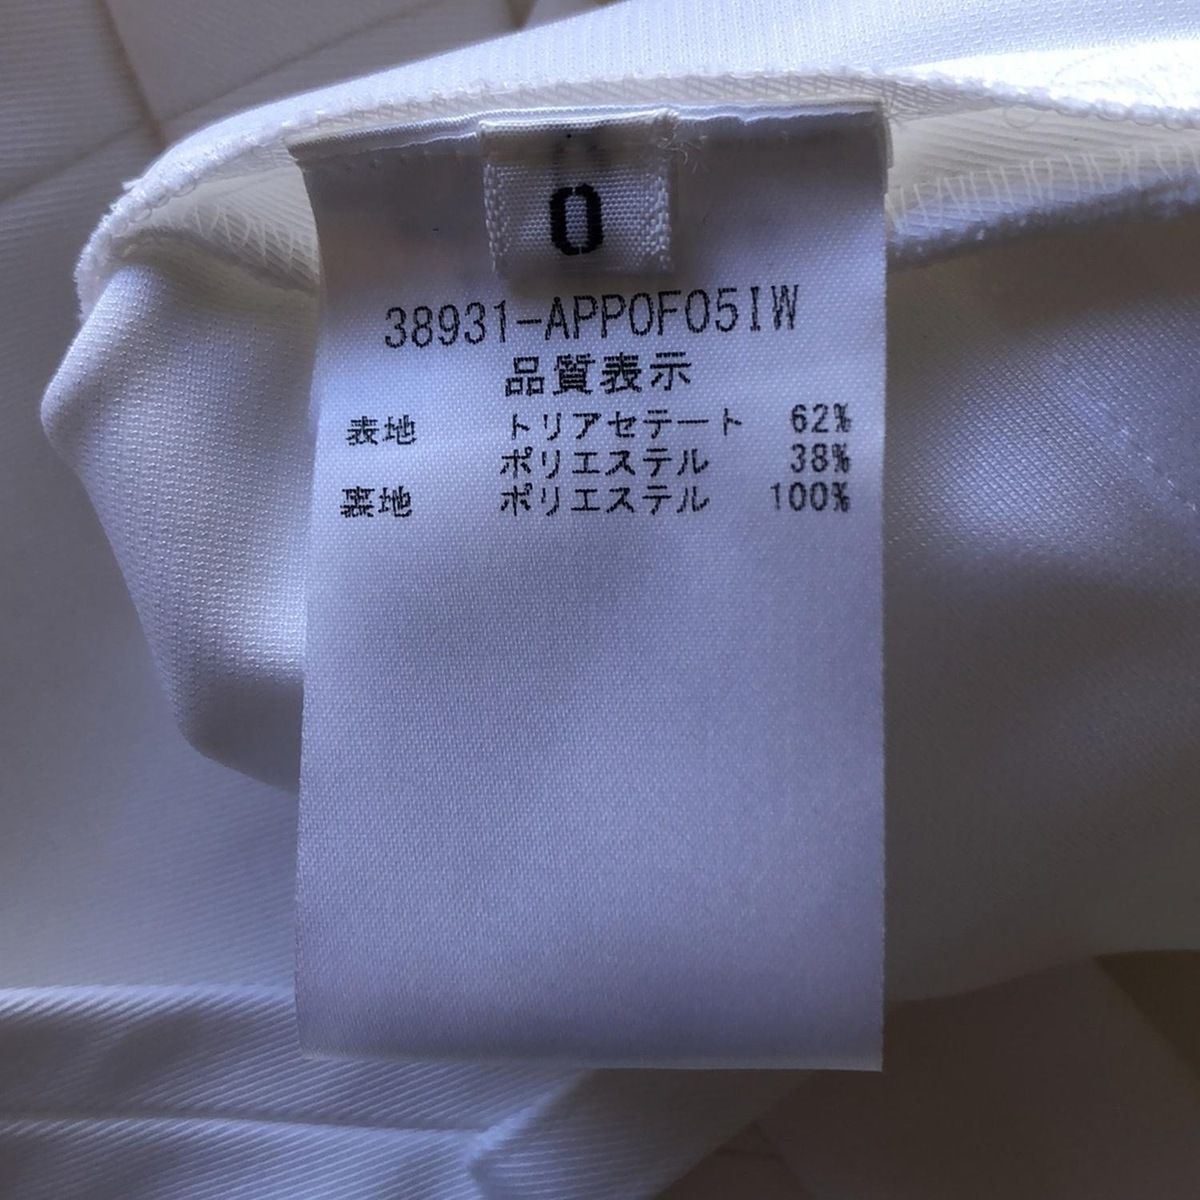 0
38931-APP0F05IW
品質表示
表地 トリアセテート 62%
ポリエステル 38%
裏地 ポリエステル 100%